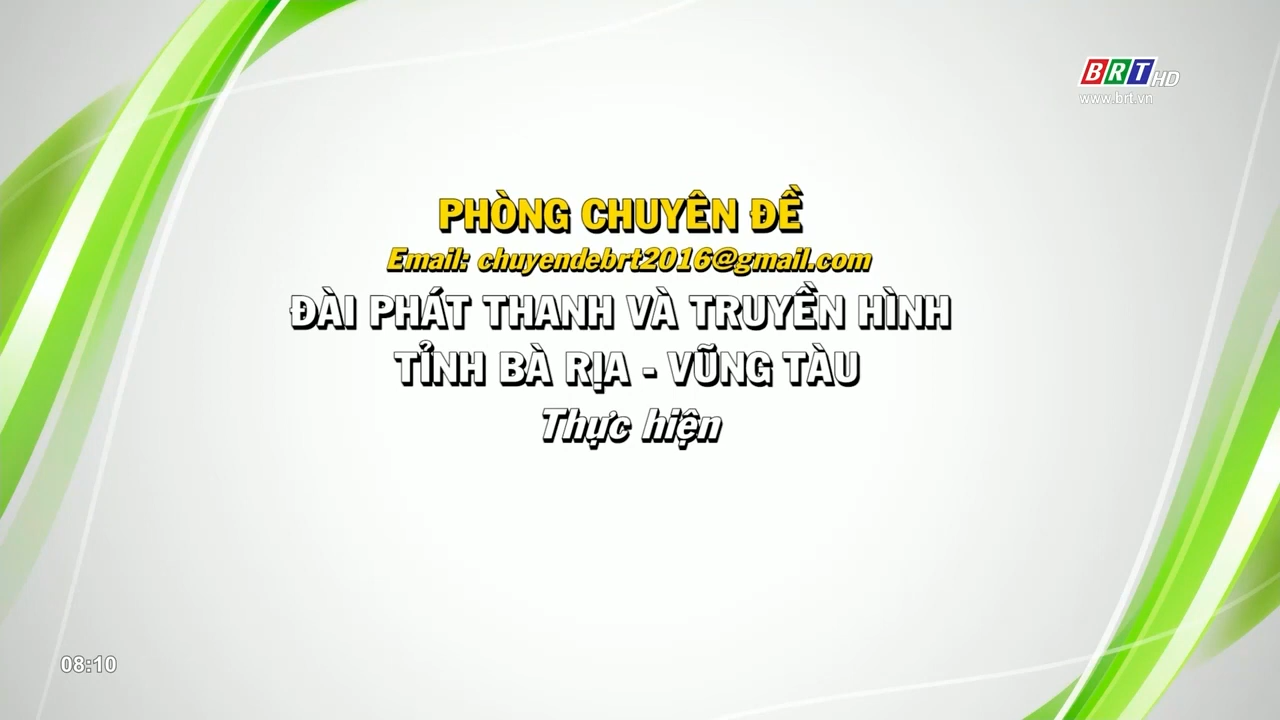 BRT HD
www.brt.vn
PHÒNG CHUYÊN ĐỀ
Email: chuyendebrt2016@gmail.com
ĐÀI PHÁT THANH VÀ TRUYỀN HÌNH
TỈNH BÀ RỊA - VŨNG TÀU
Thực hiện
08:10